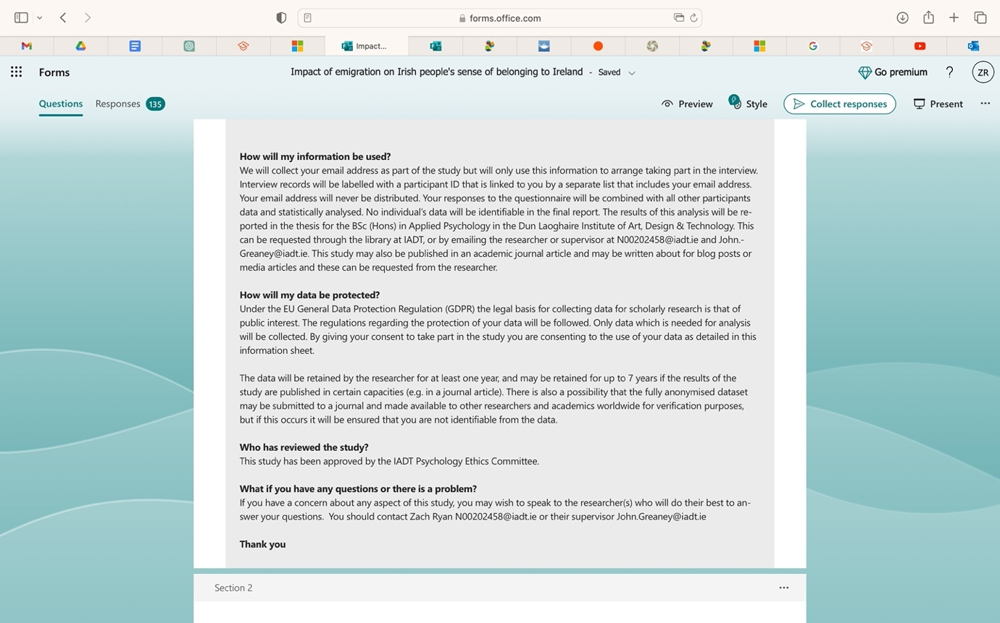 forms.office.com
Impact...
Forms
Impact of emigration on Irish people's sense of belonging to Ireland - Saved
Go premium
?
ZR
Questions
Responses 135
Preview
Style
Collect responses
Present
How will my information be used?
We will collect your email address as part of the study but will only use this information to arrange taking part in the interview.
Interview records will be labelled with a participant ID that is linked to you by a separate list that includes your email address.
Your email address will never be distributed. Your responses to the questionnaire will be combined with all other participants
data and statistically analysed. No individual's data will be identifiable in the final report. The results of this analysis will be re-
ported in the thesis for the BSc (Hons) in Applied Psychology in the Dun Laoghaire Institute of Art, Design & Technology. This
can be requested through the library at IADT, or by emailing the researcher or supervisor at N00202458@iadt.ie and John.-
Greaney@iadt.ie. This study may also be published in an academic journal article and may be written about for blog posts or
media articles and these can be requested from the researcher.
How will my data be protected?
Under the EU General Data Protection Regulation (GDPR) the legal basis for collecting data for scholarly research is that of
public interest. The regulations regarding the protection of your data will be followed. Only data which is needed for analysis
will be collected. By giving your consent to take part in the study you are consenting to the use of your data as detailed in this
information sheet.
The data will be retained by the researcher for at least one year, and may be retained for up to 7 years if the results of the
study are published in certain capacities (e.g. in a journal article). There is also a possibility that the fully anonymised dataset
may be submitted to a journal and made available to other researchers and academics worldwide for verification purposes,
but if this occurs it will be ensured that you are not identifiable from the data.
Who has reviewed the study?
This study has been approved by the IADT Psychology Ethics Committee.
What if you have any questions or there is a problem?
If you have a concern about any aspect of this study, you may wish to speak to the researcher(s) who will do their best to an-
swer your questions.  You should contact Zach Ryan N00202458@iadt.ie or their supervisor John.Greaney@iadt.ie
Thank you
Section 2